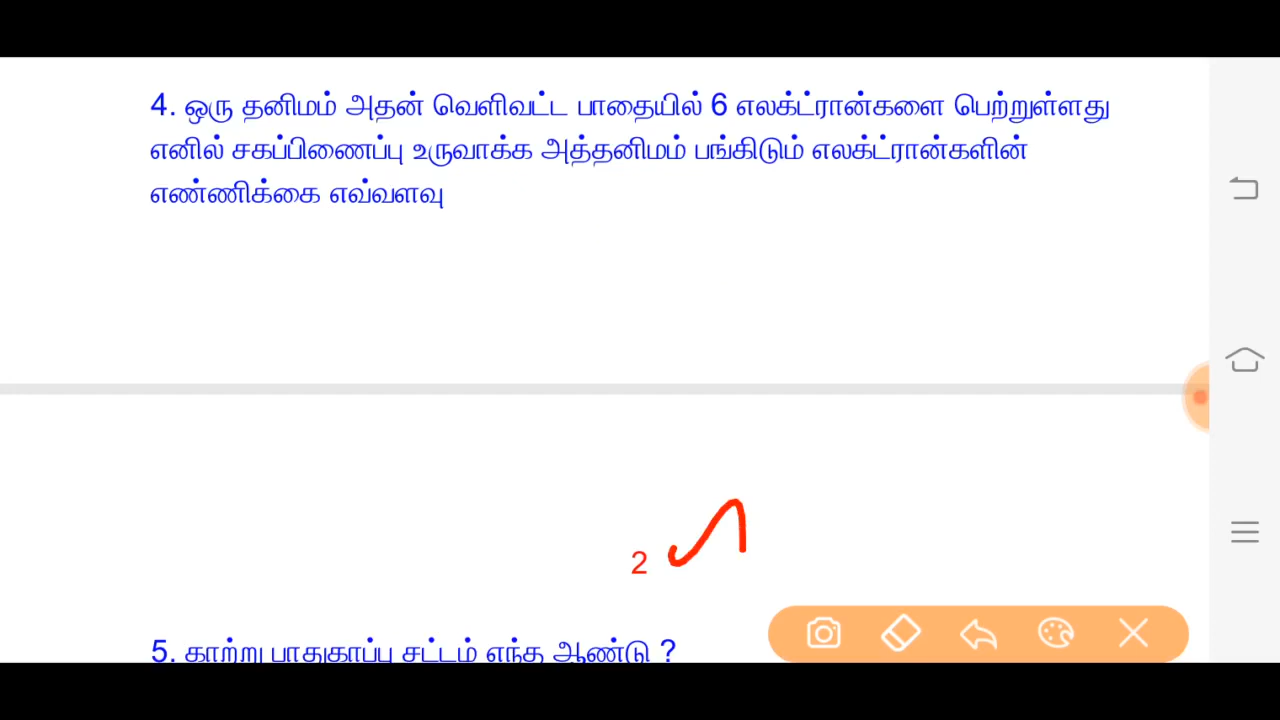 4. ஒரு தனிமம் அதன் வெளிவட்ட பாதையில் 6 எலக்ட்ரான்களை பெற்றுள்ளது
எனில் சகப்பிணைப்பு உருவாக்க அத்தனிமம் பங்கிடும் எலக்ட்ரான்களின்
எண்ணிக்கை எவ்வளவு
2
5. காற்று பாதுகாப்பு சட்டம் எந்த ஆண்டு ?